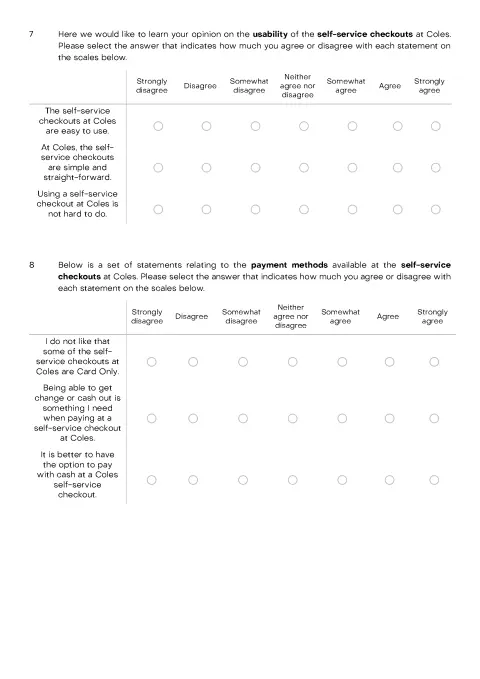 7 Here we would like to learn your opinion on the usability of the self-service checkouts at Coles.
Please select the answer that indicates how much you agree or disagree with each statement on
the scales below.
Strongly disagree Disagree Somewhat disagree Neither agree nor disagree Somewhat agree Agree Strongly agree
The self-service
checkouts at Coles
are easy to use.
At Coles, the self-
service checkouts
are simple and
straight-forward.
Using a self-service
checkout at Coles is
not hard to do.
8 Below is a set of statements relating to the payment methods available at the self-service
checkouts at Coles. Please select the answer that indicates how much you agree or disagree with
each statement on the scales below.
Strongly disagree Disagree Somewhat disagree Neither agree nor disagree Somewhat agree Agree Strongly agree
I do not like that
some of the self-
service checkouts at
Coles are Card Only.
Being able to get
change or cash out is
something I need
when paying at a
self-service checkout
at Coles.
It is better to have
the option to pay
with cash at a Coles
self-service
checkout.